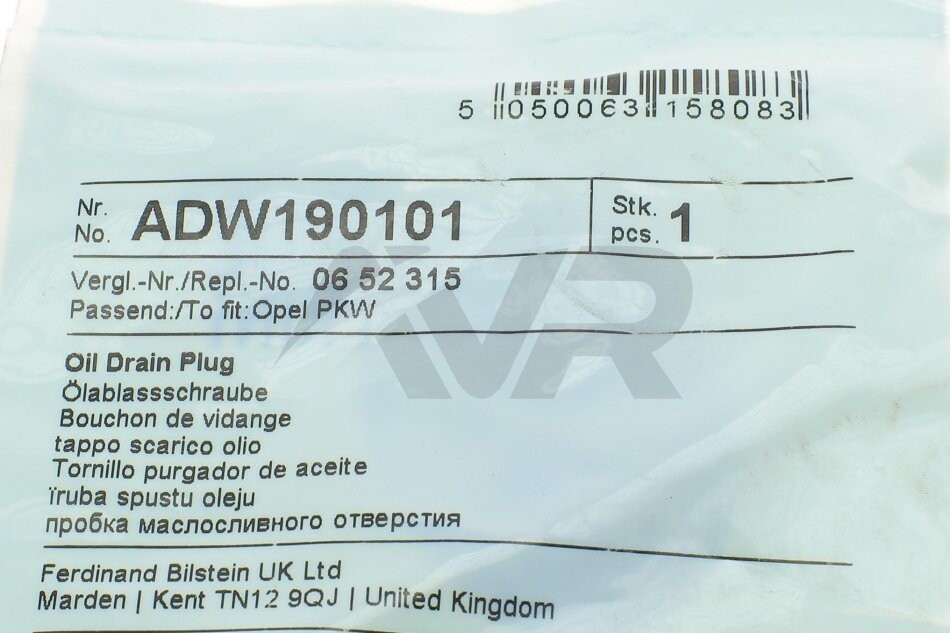 5 050063 158083
Nr. No. ADW190101 Stk. pcs. 1
Vergl.-Nr./Repl.-No. 06 52 315
Passend:/To fit: Opel PKW
Oil Drain Plug
Ölablassschraube
Bouchon de vidange
tappo scarico olio
Tornillo purgador de aceite
ïruba spustu oleju
пробка маслосливного отверстия
Ferdinand Bilstein UK Ltd
Marden | Kent TN12 9QJ | United Kingdom
AVR